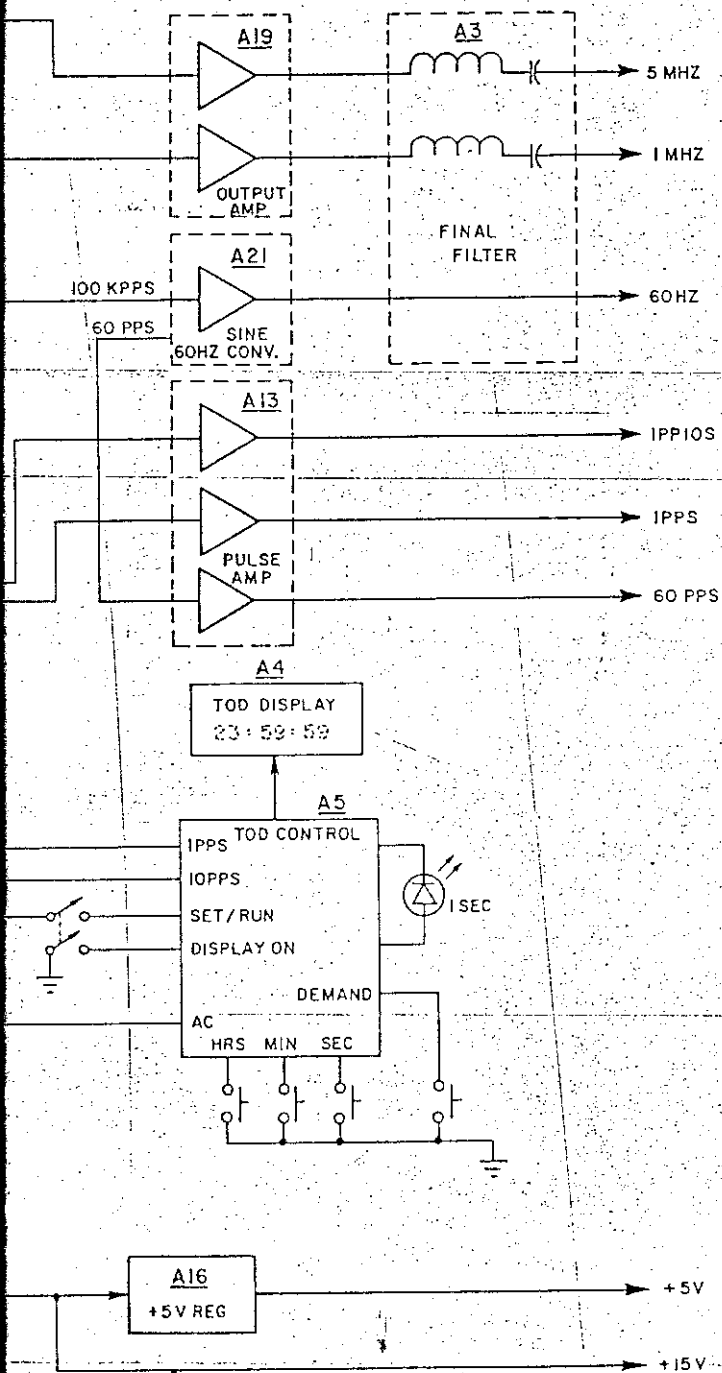 A19
A3
5 MHZ
1 MHZ
OUTPUT
AMP
FINAL
FILTER
A21
100 KPPS
60HZ
60 PPS
SINE
60HZ CONV.
A13
1PP10S
1PPS
PULSE
AMP
60 PPS
A4
TOD DISPLAY
23:59:59
A5
TOD CONTROL
1PPS
10PPS
1 SEC
SET/RUN
DISPLAY ON
DEMAND
AC
HRS MIN SEC
A16
+5V REG
+5V
+15V